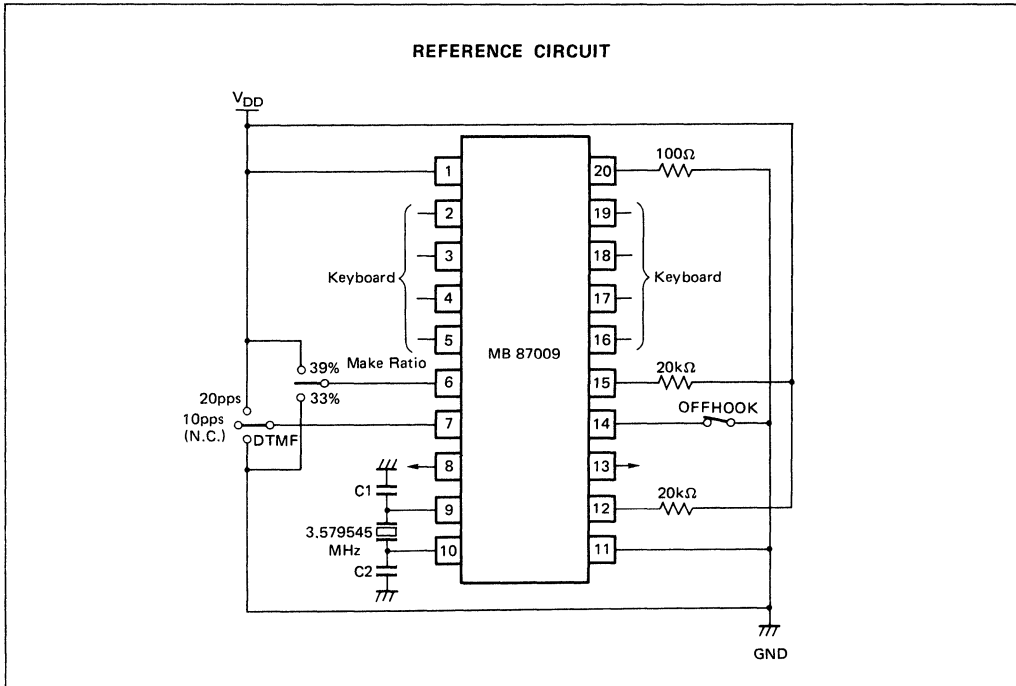 REFERENCE CIRCUIT
VDD
1
2
3
4
5
6
7
8
9
10
20
19
18
17
16
15
14
13
12
11
MB 87009
Keyboard
Keyboard
100Ω
20kΩ
OFFHOOK
20kΩ
39%
Make Ratio
33%
20pps
10pps
(N.C.)
DTMF
C1
3.579545
MHz
C2
GND